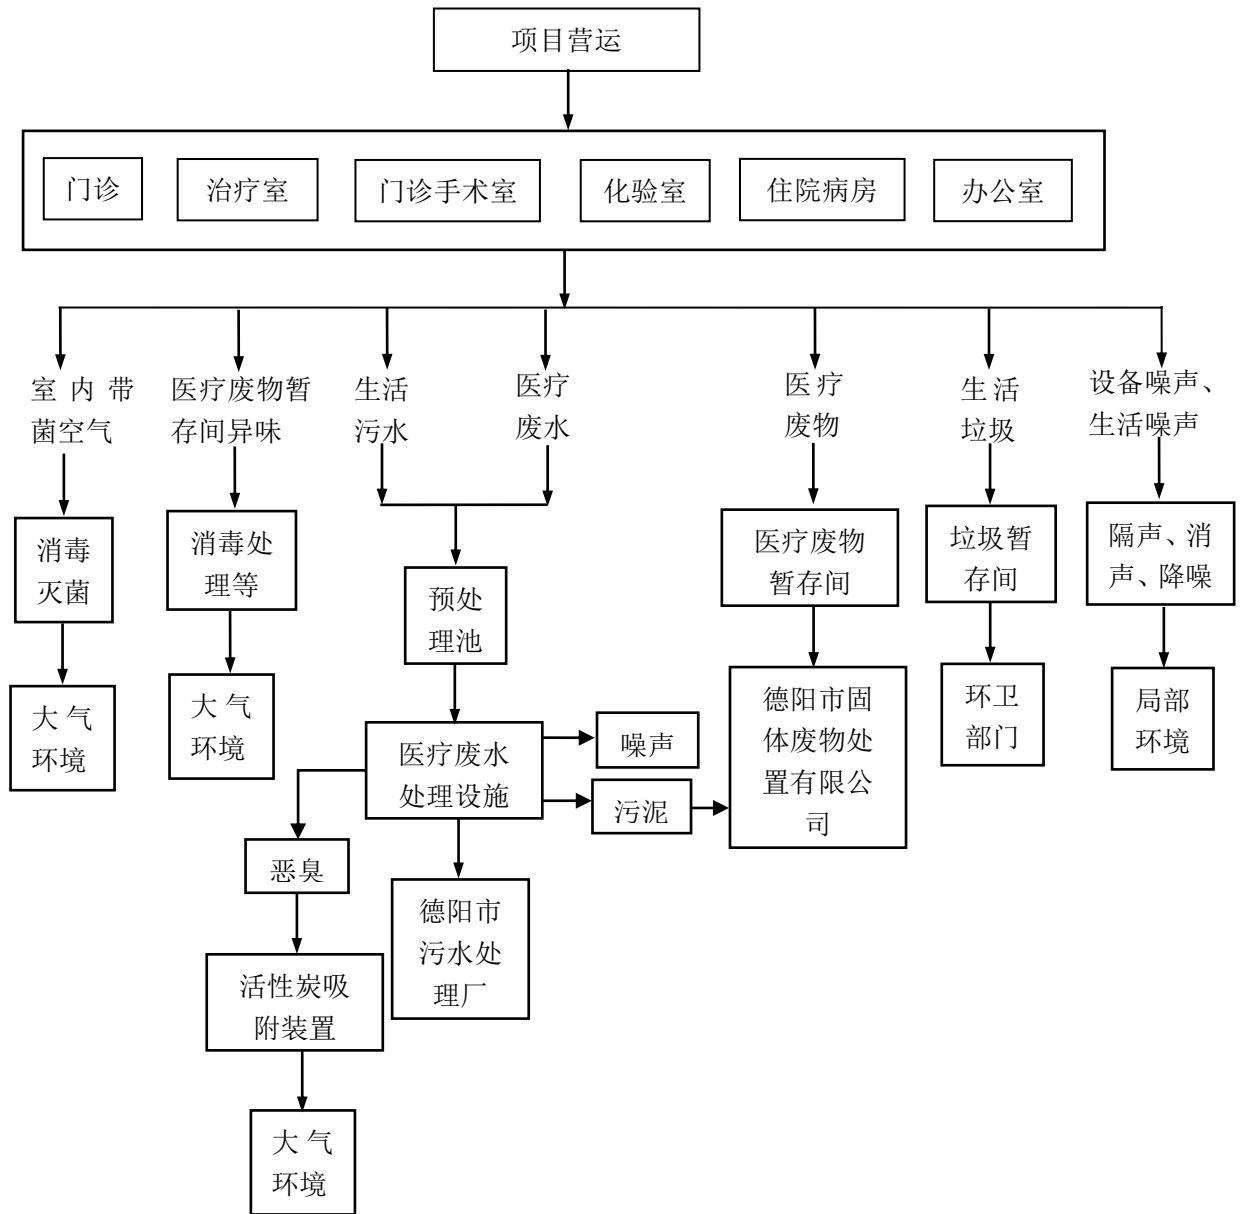 项目营运
门诊
治疗室
门诊手术室
化验室
住院病房
办公室
室内带
菌空气
医疗废物暂
存间异味
生活
污水
医疗
废水
医疗
废物
生活
垃圾
设备噪声、
生活噪声
消毒
灭菌
消毒处
理等
预处
理池
医疗废物
暂存间
垃圾暂
存间
隔声、消
声、降噪
大气
环境
大气
环境
医疗废水
处理设施
噪声
污泥
德阳市固
体废物处
置有限公
司
环卫
部门
局部
环境
恶臭
德阳市
污水处
理厂
活性炭吸
附装置
大气
环境